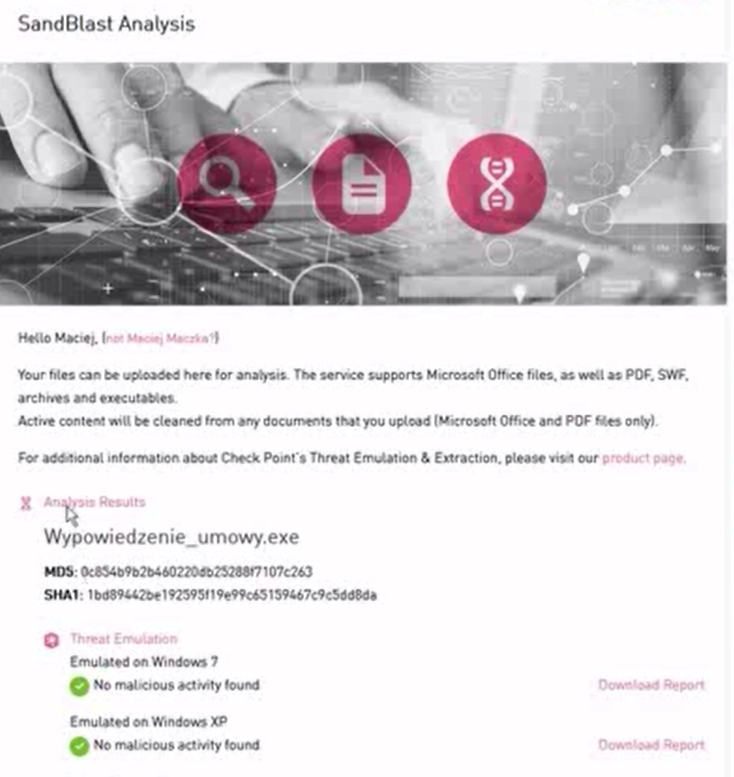 SandBlast Analysis
Hello Maciej, (not Maciej Maczka?)
Your files can be uploaded here for analysis. The service supports Microsoft Office files, as well as PDF, SWF,
archives and executables.
Active content will be cleaned from any documents that you upload (Microsoft Office and PDF files only).
For additional information about Check Point's Threat Emulation & Extraction, please visit our product page.
Analysis Results
Wypowiedzenie_umowy.exe
MD5: 0c854b9b2b460220db25288f7107c263
SHA1: 1bd89442be192595f19e99c65159467c9c5dd8da
Threat Emulation
Emulated on Windows 7
No malicious activity found Download Report
Emulated on Windows XP
No malicious activity found Download Report